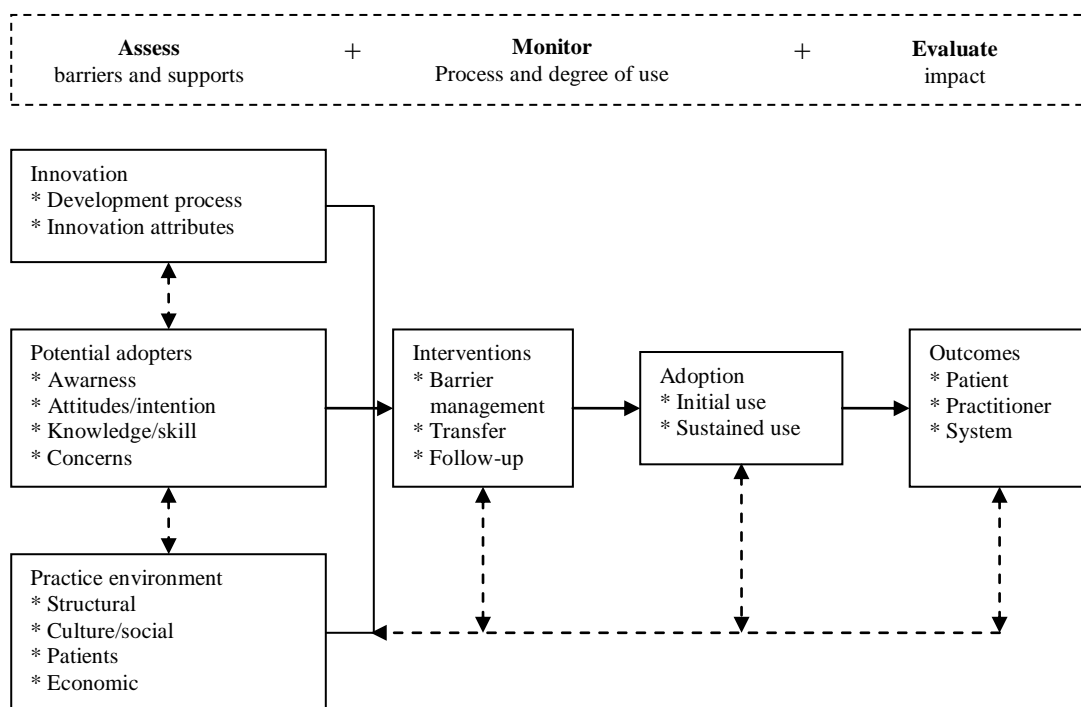 Assess + Monitor + Evaluate
barriers and supports Process and degree of use impact
Innovation
* Development process
* Innovation attributes
Potential adopters
* Awarness
* Attitudes/intention
* Knowledge/skill
* Concerns
Interventions
* Barrier
management
* Transfer
* Follow-up
Adoption
* Initial use
* Sustained use
Outcomes
* Patient
* Practitioner
* System
Practice environment
* Structural
* Culture/social
* Patients
* Economic